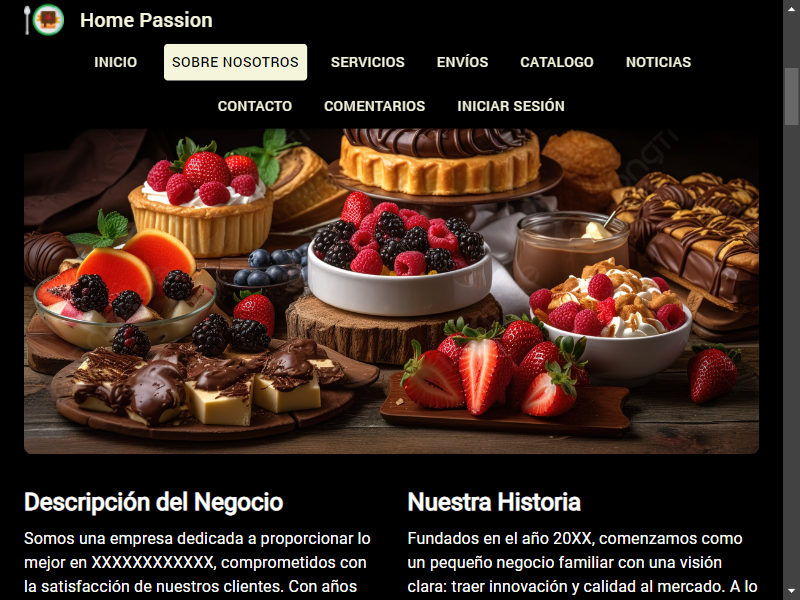 Home Passion
INICIO SOBRE NOSOTROS SERVICIOS ENVÍOS CATALOGO NOTICIAS
CONTACTO COMENTARIOS INICIAR SESIÓN
Descripción del Negocio
Somos una empresa dedicada a proporcionar lo
mejor en XXXXXXXXXXXX, comprometidos con
la satisfacción de nuestros clientes. Con años
Nuestra Historia
Fundados en el año 20XX, comenzamos como
un pequeño negocio familiar con una visión
clara: traer innovación y calidad al mercado. A lo